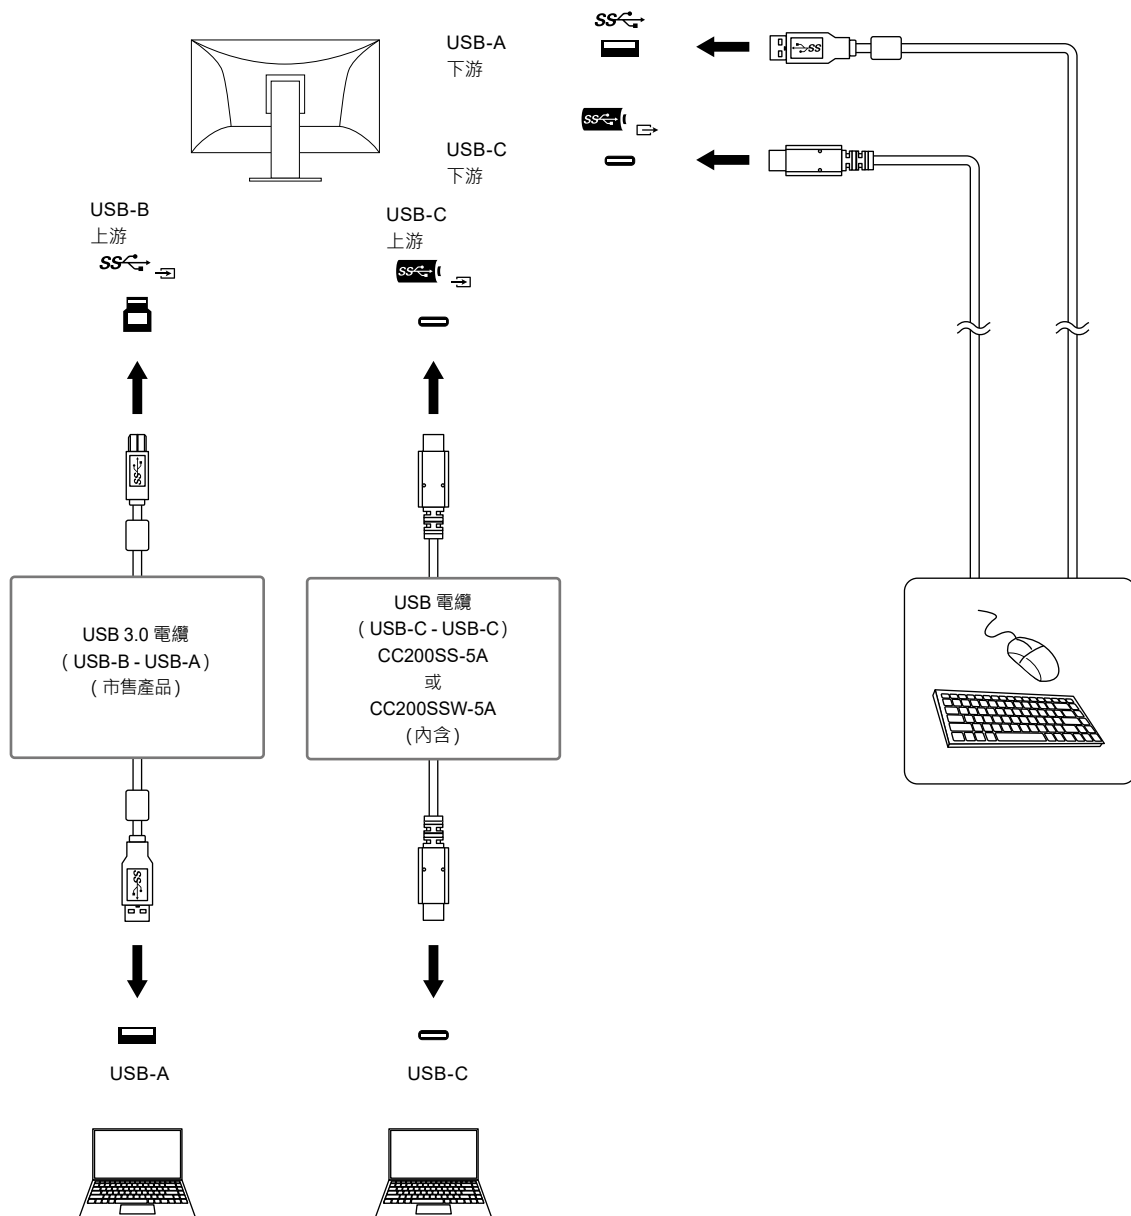 USB-A
下游
USB-C
下游
USB-B
上游
USB-C
上游
USB 3.0 電纜
(USB-B - USB-A)
(市售產品)
USB 電纜
(USB-C - USB-C)
CC200SS-5A
或
CC200SSW-5A
(內含)
USB-A
USB-C